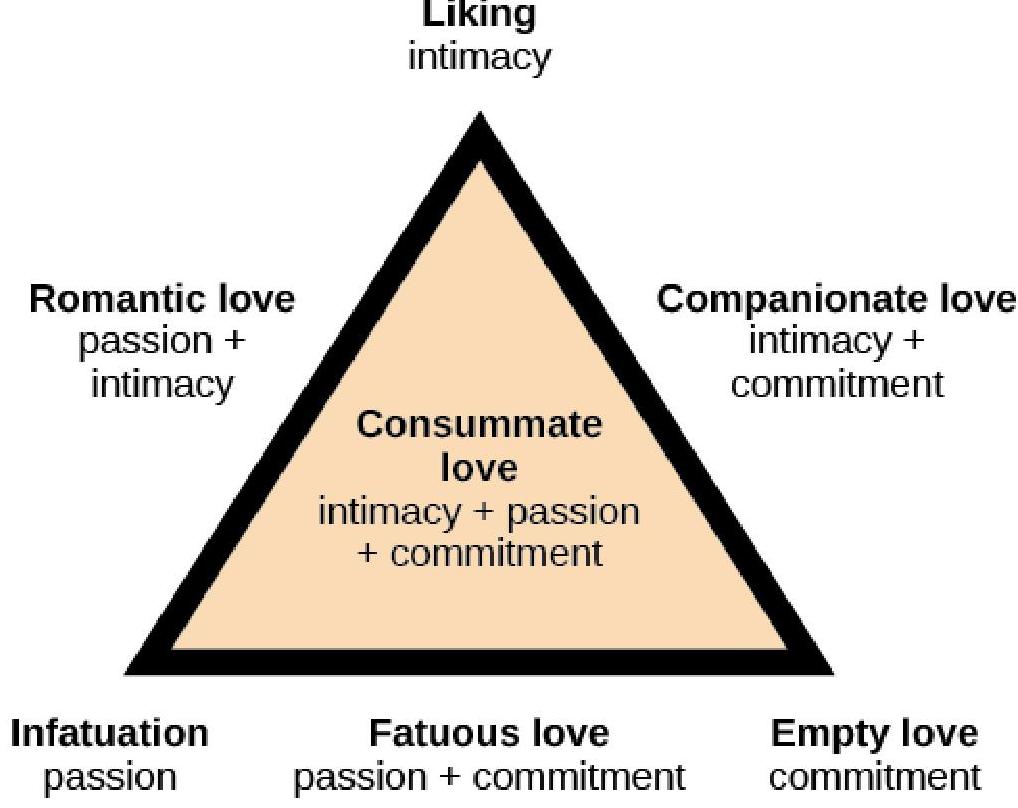 Liking
intimacy
Romantic love
passion +
intimacy
Companionate love
intimacy +
commitment
Consummate
love
intimacy + passion
+ commitment
Infatuation
passion
Fatuous love
passion + commitment
Empty love
commitment